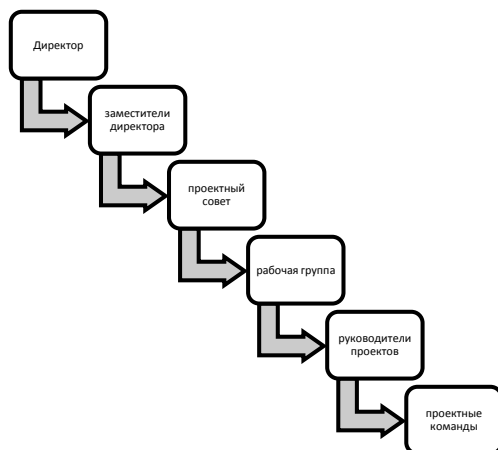 Директор
заместители
директора
проектный
совет
рабочая группа
руководители
проектов
проектные
команды